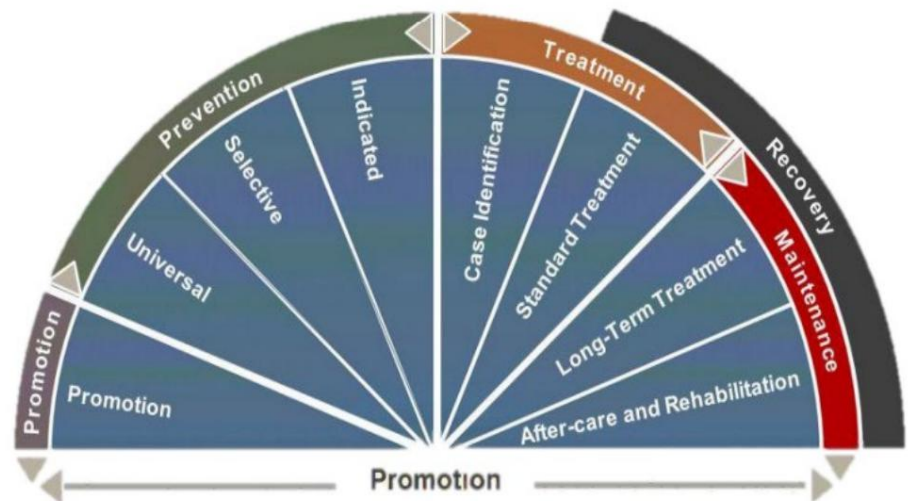 Prevention
Treatment
Recovery
Maintenance
Promotion
Promotion
Universal
Selective
Indicated
Case Identification
Standard Treatment
Long-Term Treatment
After-care and Rehabilitation
Promotion